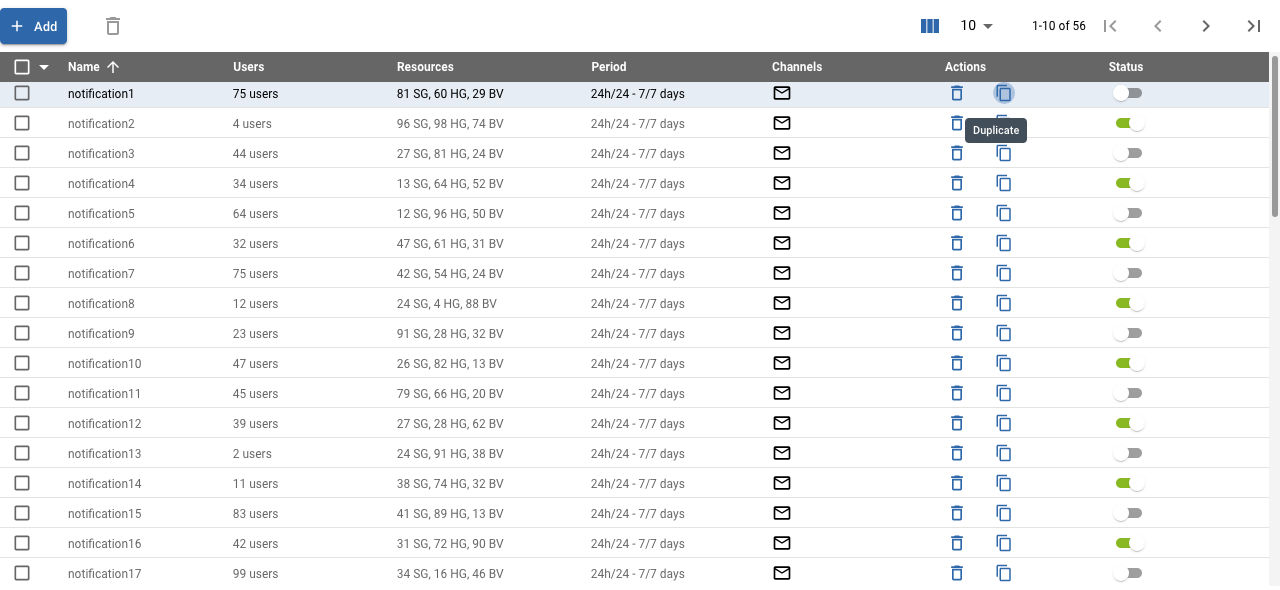 Add 10 1-10 of 56
Name Users Resources Period Channels Actions Status
notification1 75 users 81 SG, 60 HG, 29 BV 24h/24 - 7/7 days
notification2 4 users 96 SG, 98 HG, 74 BV 24h/24 - 7/7 days
Duplicate
notification3 44 users 27 SG, 81 HG, 24 BV 24h/24 - 7/7 days
notification4 34 users 13 SG, 64 HG, 52 BV 24h/24 - 7/7 days
notification5 64 users 12 SG, 96 HG, 50 BV 24h/24 - 7/7 days
notification6 32 users 47 SG, 61 HG, 31 BV 24h/24 - 7/7 days
notification7 75 users 42 SG, 54 HG, 24 BV 24h/24 - 7/7 days
notification8 12 users 24 SG, 4 HG, 88 BV 24h/24 - 7/7 days
notification9 23 users 91 SG, 28 HG, 32 BV 24h/24 - 7/7 days
notification10 47 users 26 SG, 82 HG, 13 BV 24h/24 - 7/7 days
notification11 45 users 79 SG, 66 HG, 20 BV 24h/24 - 7/7 days
notification12 39 users 27 SG, 28 HG, 62 BV 24h/24 - 7/7 days
notification13 2 users 24 SG, 91 HG, 38 BV 24h/24 - 7/7 days
notification14 11 users 38 SG, 74 HG, 32 BV 24h/24 - 7/7 days
notification15 83 users 41 SG, 89 HG, 13 BV 24h/24 - 7/7 days
notification16 42 users 31 SG, 72 HG, 90 BV 24h/24 - 7/7 days
notification17 99 users 34 SG, 16 HG, 46 BV 24h/24 - 7/7 days